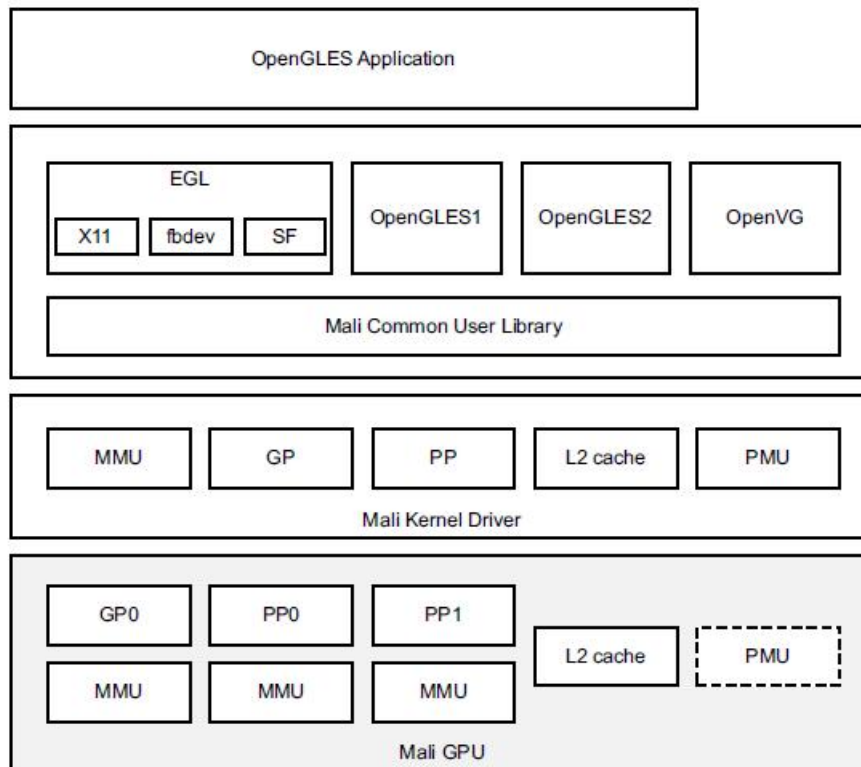 OpenGLES Application
EGL
X11
fbdev
SF
OpenGLES1
OpenGLES2
OpenVG
Mali Common User Library
MMU
GP
PP
L2 cache
PMU
Mali Kernel Driver
GP0
PP0
PP1
L2 cache
PMU
MMU
MMU
MMU
Mali GPU